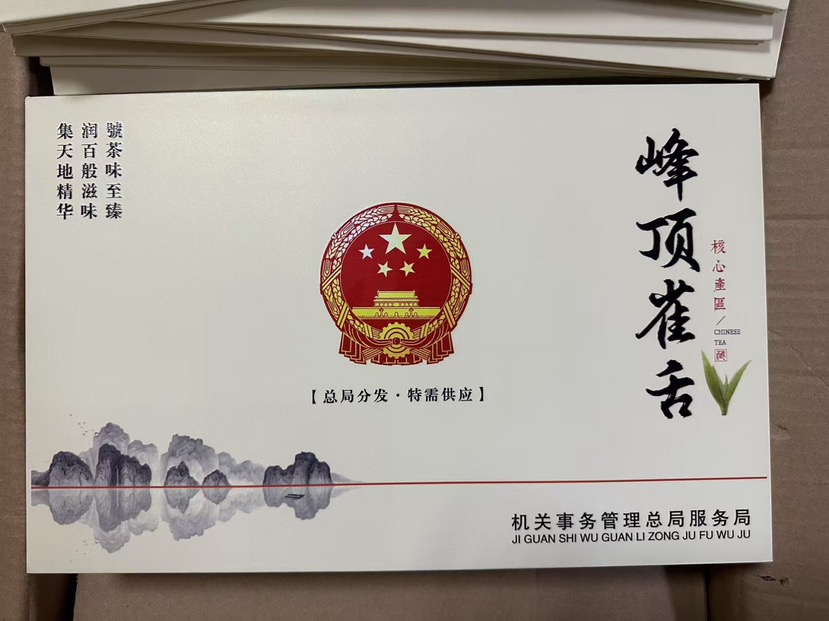 號茶味至臻
润百般滋味
集天地精华
峰顶雀舌
核心產區
CHINESE
TEA
【总局分发·特需供应】
机关事务管理总局服务局
JI GUAN SHI WU GUAN LI ZONG JU FU WU JU